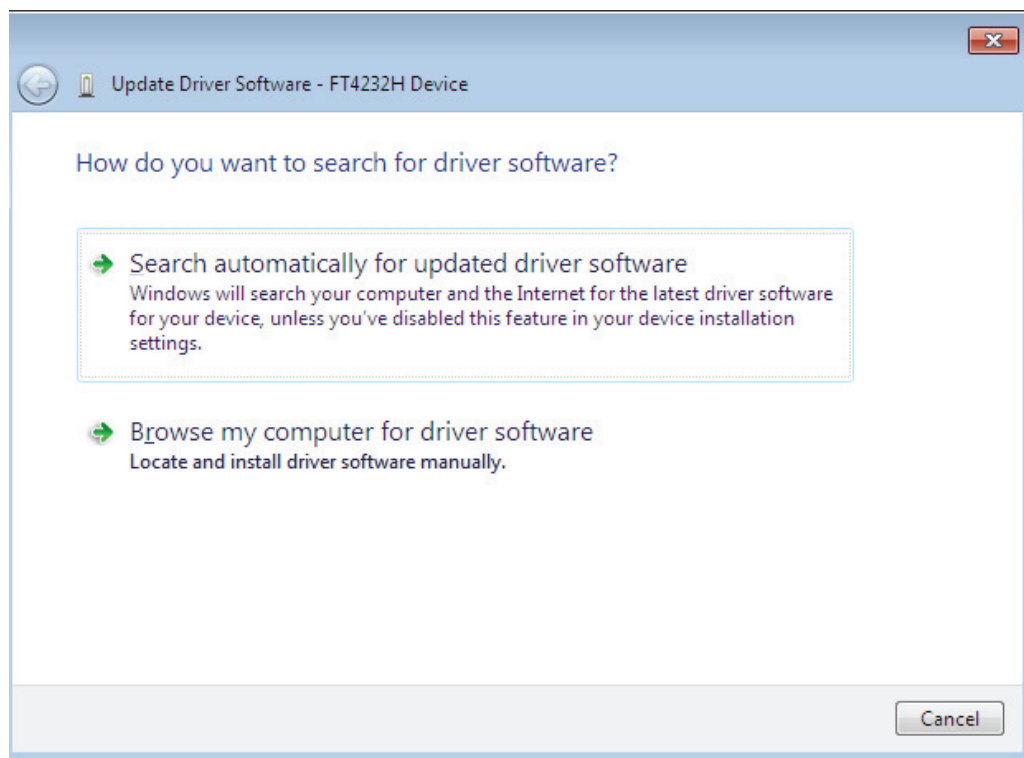 Update Driver Software - FT4232H Device
How do you want to search for driver software?
Search automatically for updated driver software
Windows will search your computer and the Internet for the latest driver software
for your device, unless you've disabled this feature in your device installation
settings.
Browse my computer for driver software
Locate and install driver software manually.
Cancel